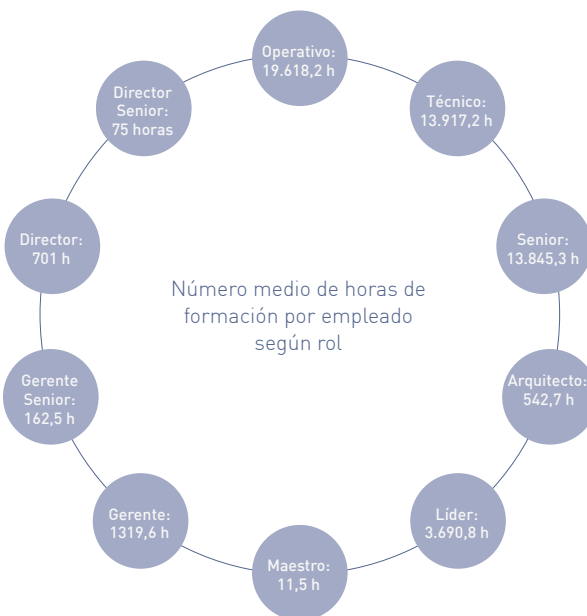 Operativo:
19.618,2 h
Técnico:
13.917,2 h
Senior:
13.845,3 h
Arquitecto:
542,7 h
Líder:
3.690,8 h
Maestro:
11,5 h
Gerente:
1319,6 h
Gerente
Senior:
162,5 h
Director:
701 h
Director
Senior:
75 horas
Número medio de horas de
formación por empleado
según rol